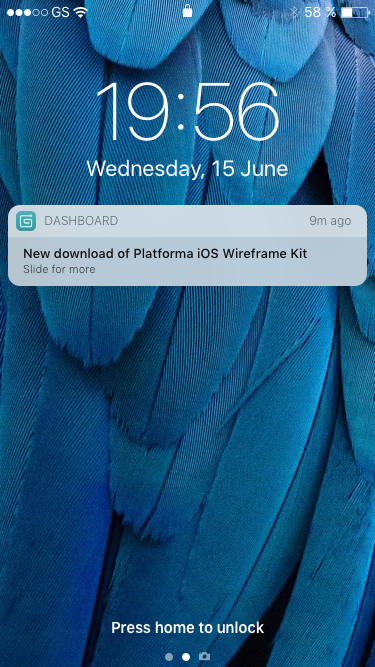 GS 58 %
19:56
Wednesday, 15 June
DASHBOARD 9m ago
New download of Platforma iOS Wireframe Kit
Slide for more
Press home to unlock